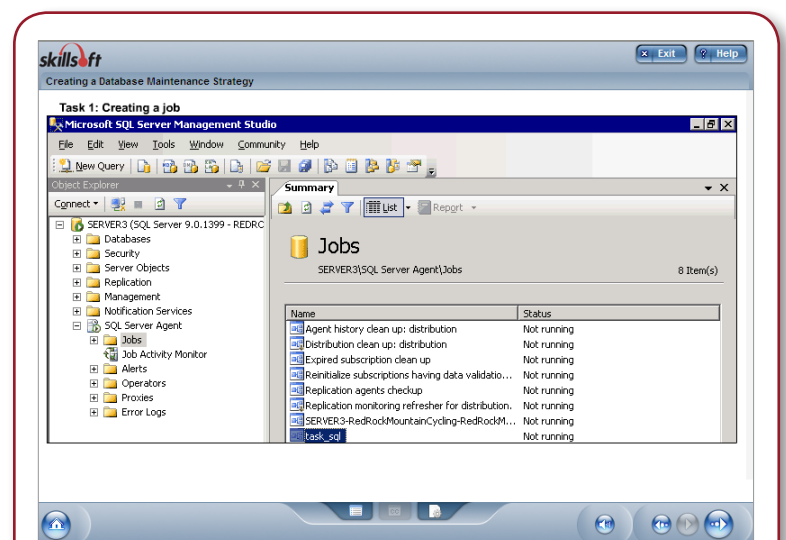 skillsoft
Exit
Help
Creating a Database Maintenance Strategy
Task 1: Creating a job
Microsoft SQL Server Management Studio
File Edit View Tools Window Community Help
New Query
Object Explorer
Connect
SERVER3 (SQL Server 9.0.1399 - REDRC
Databases
Security
Server Objects
Replication
Management
Notification Services
SQL Server Agent
Jobs
Job Activity Monitor
Alerts
Operators
Proxies
Error Logs
Summary
List Report
Jobs
SERVER3\SQL Server Agent\Jobs 8 Item(s)
Name Status
Agent history clean up: distribution Not running
Distribution clean up: distribution Not running
Expired subscription clean up Not running
Reinitialize subscriptions having data validatio... Not running
Replication agents checkup Not running
Replication monitoring refresher for distribution. Not running
SERVER3-RedRockMountainCycling-RedRockM... Not running
task_sql Not running